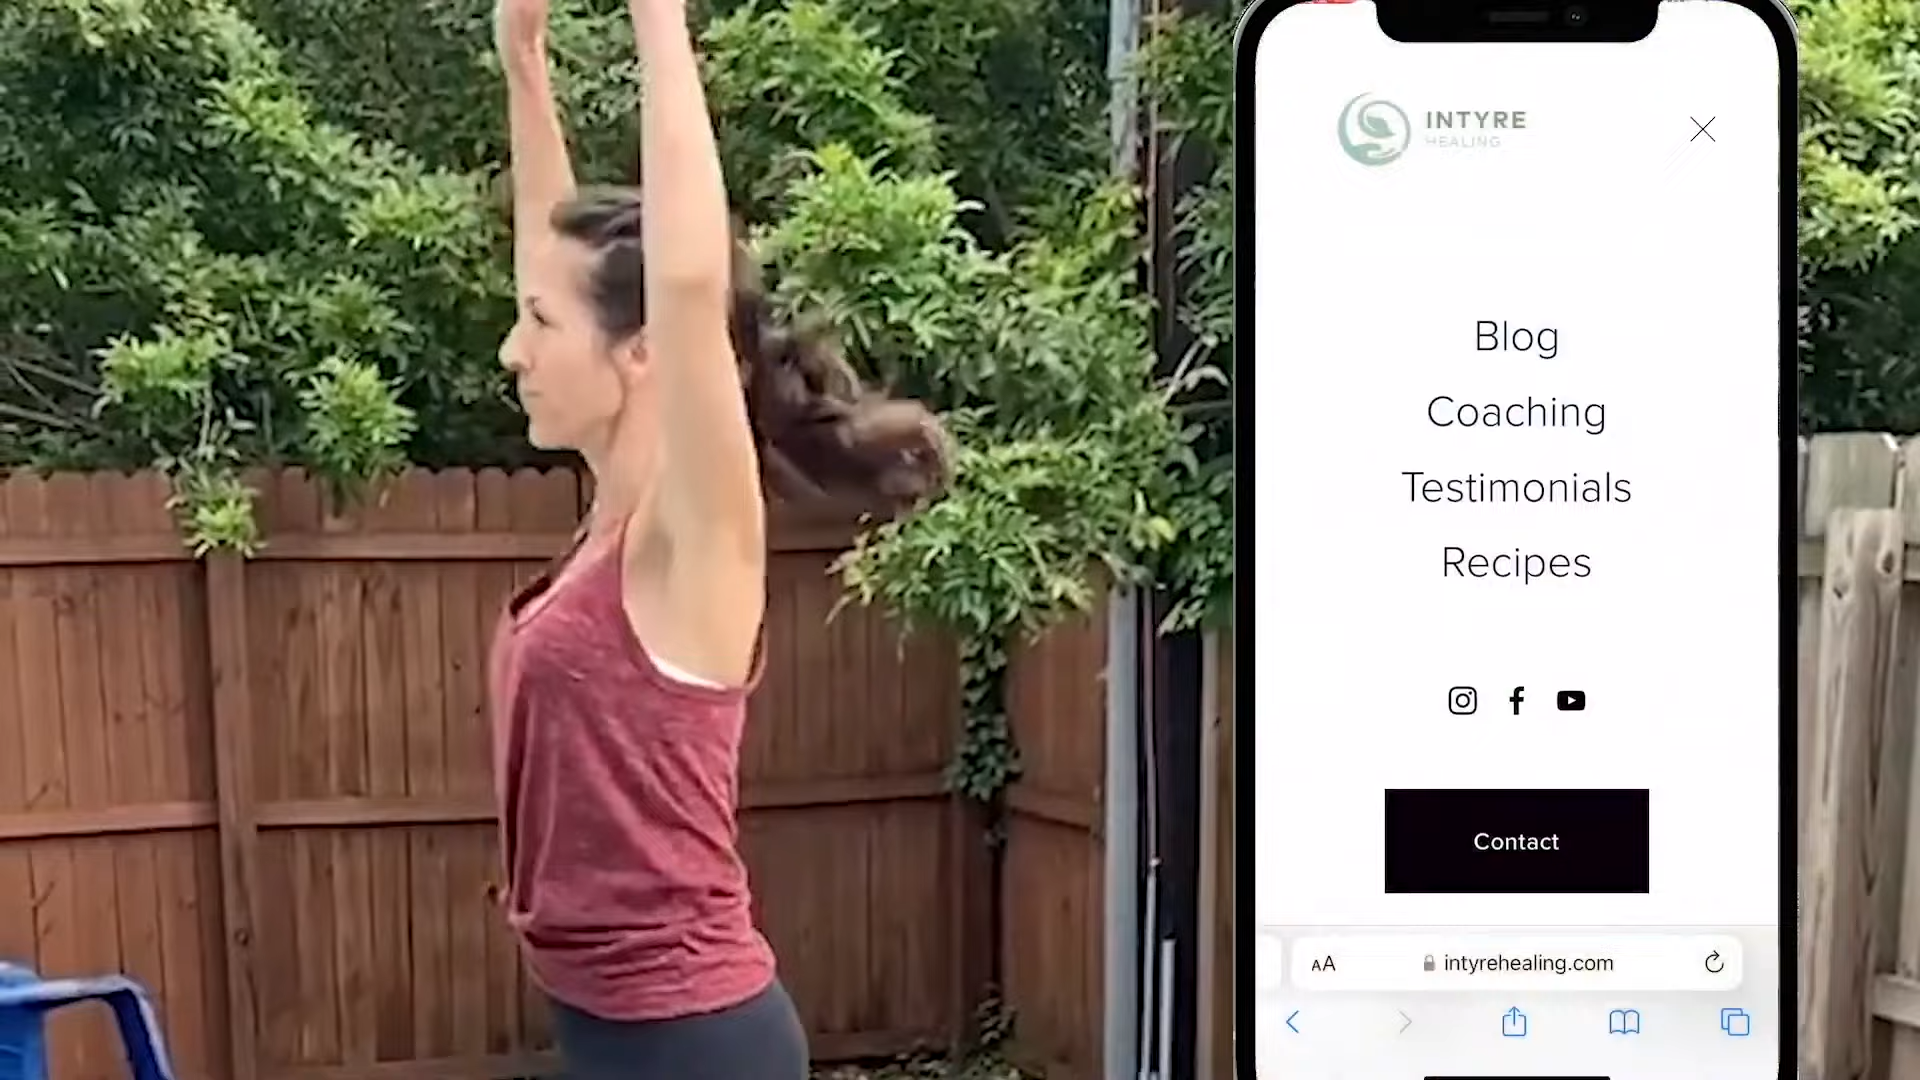 INTYRE
HEALING
Blog
Coaching
Testimonials
Recipes
Contact
AA
intyrehealing.com